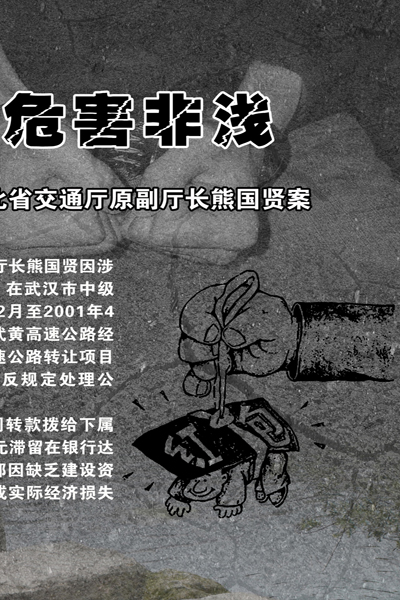 危害非浅
北省交通厅原副厅长熊国贤案
厅长熊国贤因涉
在武汉市中级
2月至2001年4
武黄高速公路经
速公路转让项目
反规定处理公
司转款拨给下属
元滞留在银行达
部因缺乏建设资
成实际经济损失
红包